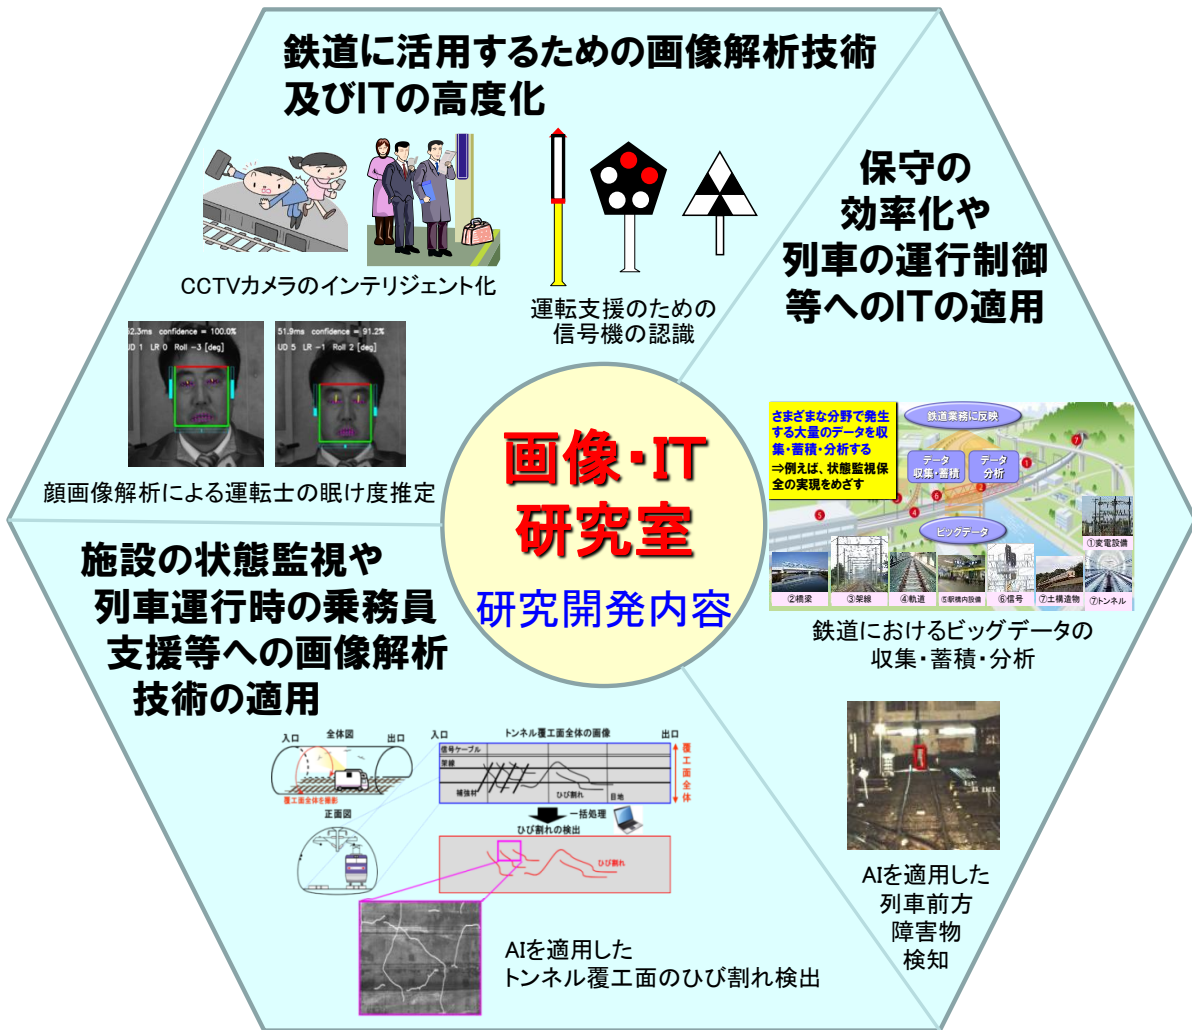 鉄道に活用するための画像解析技術
及びITの高度化
CCTVカメラのインテリジェント化
運転支援のための
信号機の認識
52.3ms confidence = 100.0%
UD 1 LR 0 Roll -3 [deg]
51.9ms confidence = 91.2%
UD 5 LR -1 Roll 2 [deg]
顔画像解析による運転士の眠け度推定
保守の
効率化や
列車の運行制御
等へのITの適用
さまざまな分野で発生
する大量のデータを収
集・蓄積・分析する
⇒例えば、状態監視保
全の実現をめざす
鉄道業務に反映
データ
収集・蓄積
データ
分析
ビッグデータ
①変電設備
②橋梁
③架線
④軌道
⑤駅構内設備
⑥信号
⑦土構造物
⑦トンネル
鉄道におけるビッグデータの
収集・蓄積・分析
画像・IT
研究室
研究開発内容
施設の状態監視や
列車運行時の乗務員
支援等への画像解析
技術の適用
入口
全体図
出口
覆工面全体を撮影
正面図
入口
トンネル覆工面全体の画像
出口
信号ケーブル
架線
補強材
ひび割れ
目地
覆工面全体
一括処理
ひび割れの検出
ひび割れ
AIを適用した
トンネル覆工面のひび割れ検出
AIを適用した
列車前方
障害物
検知